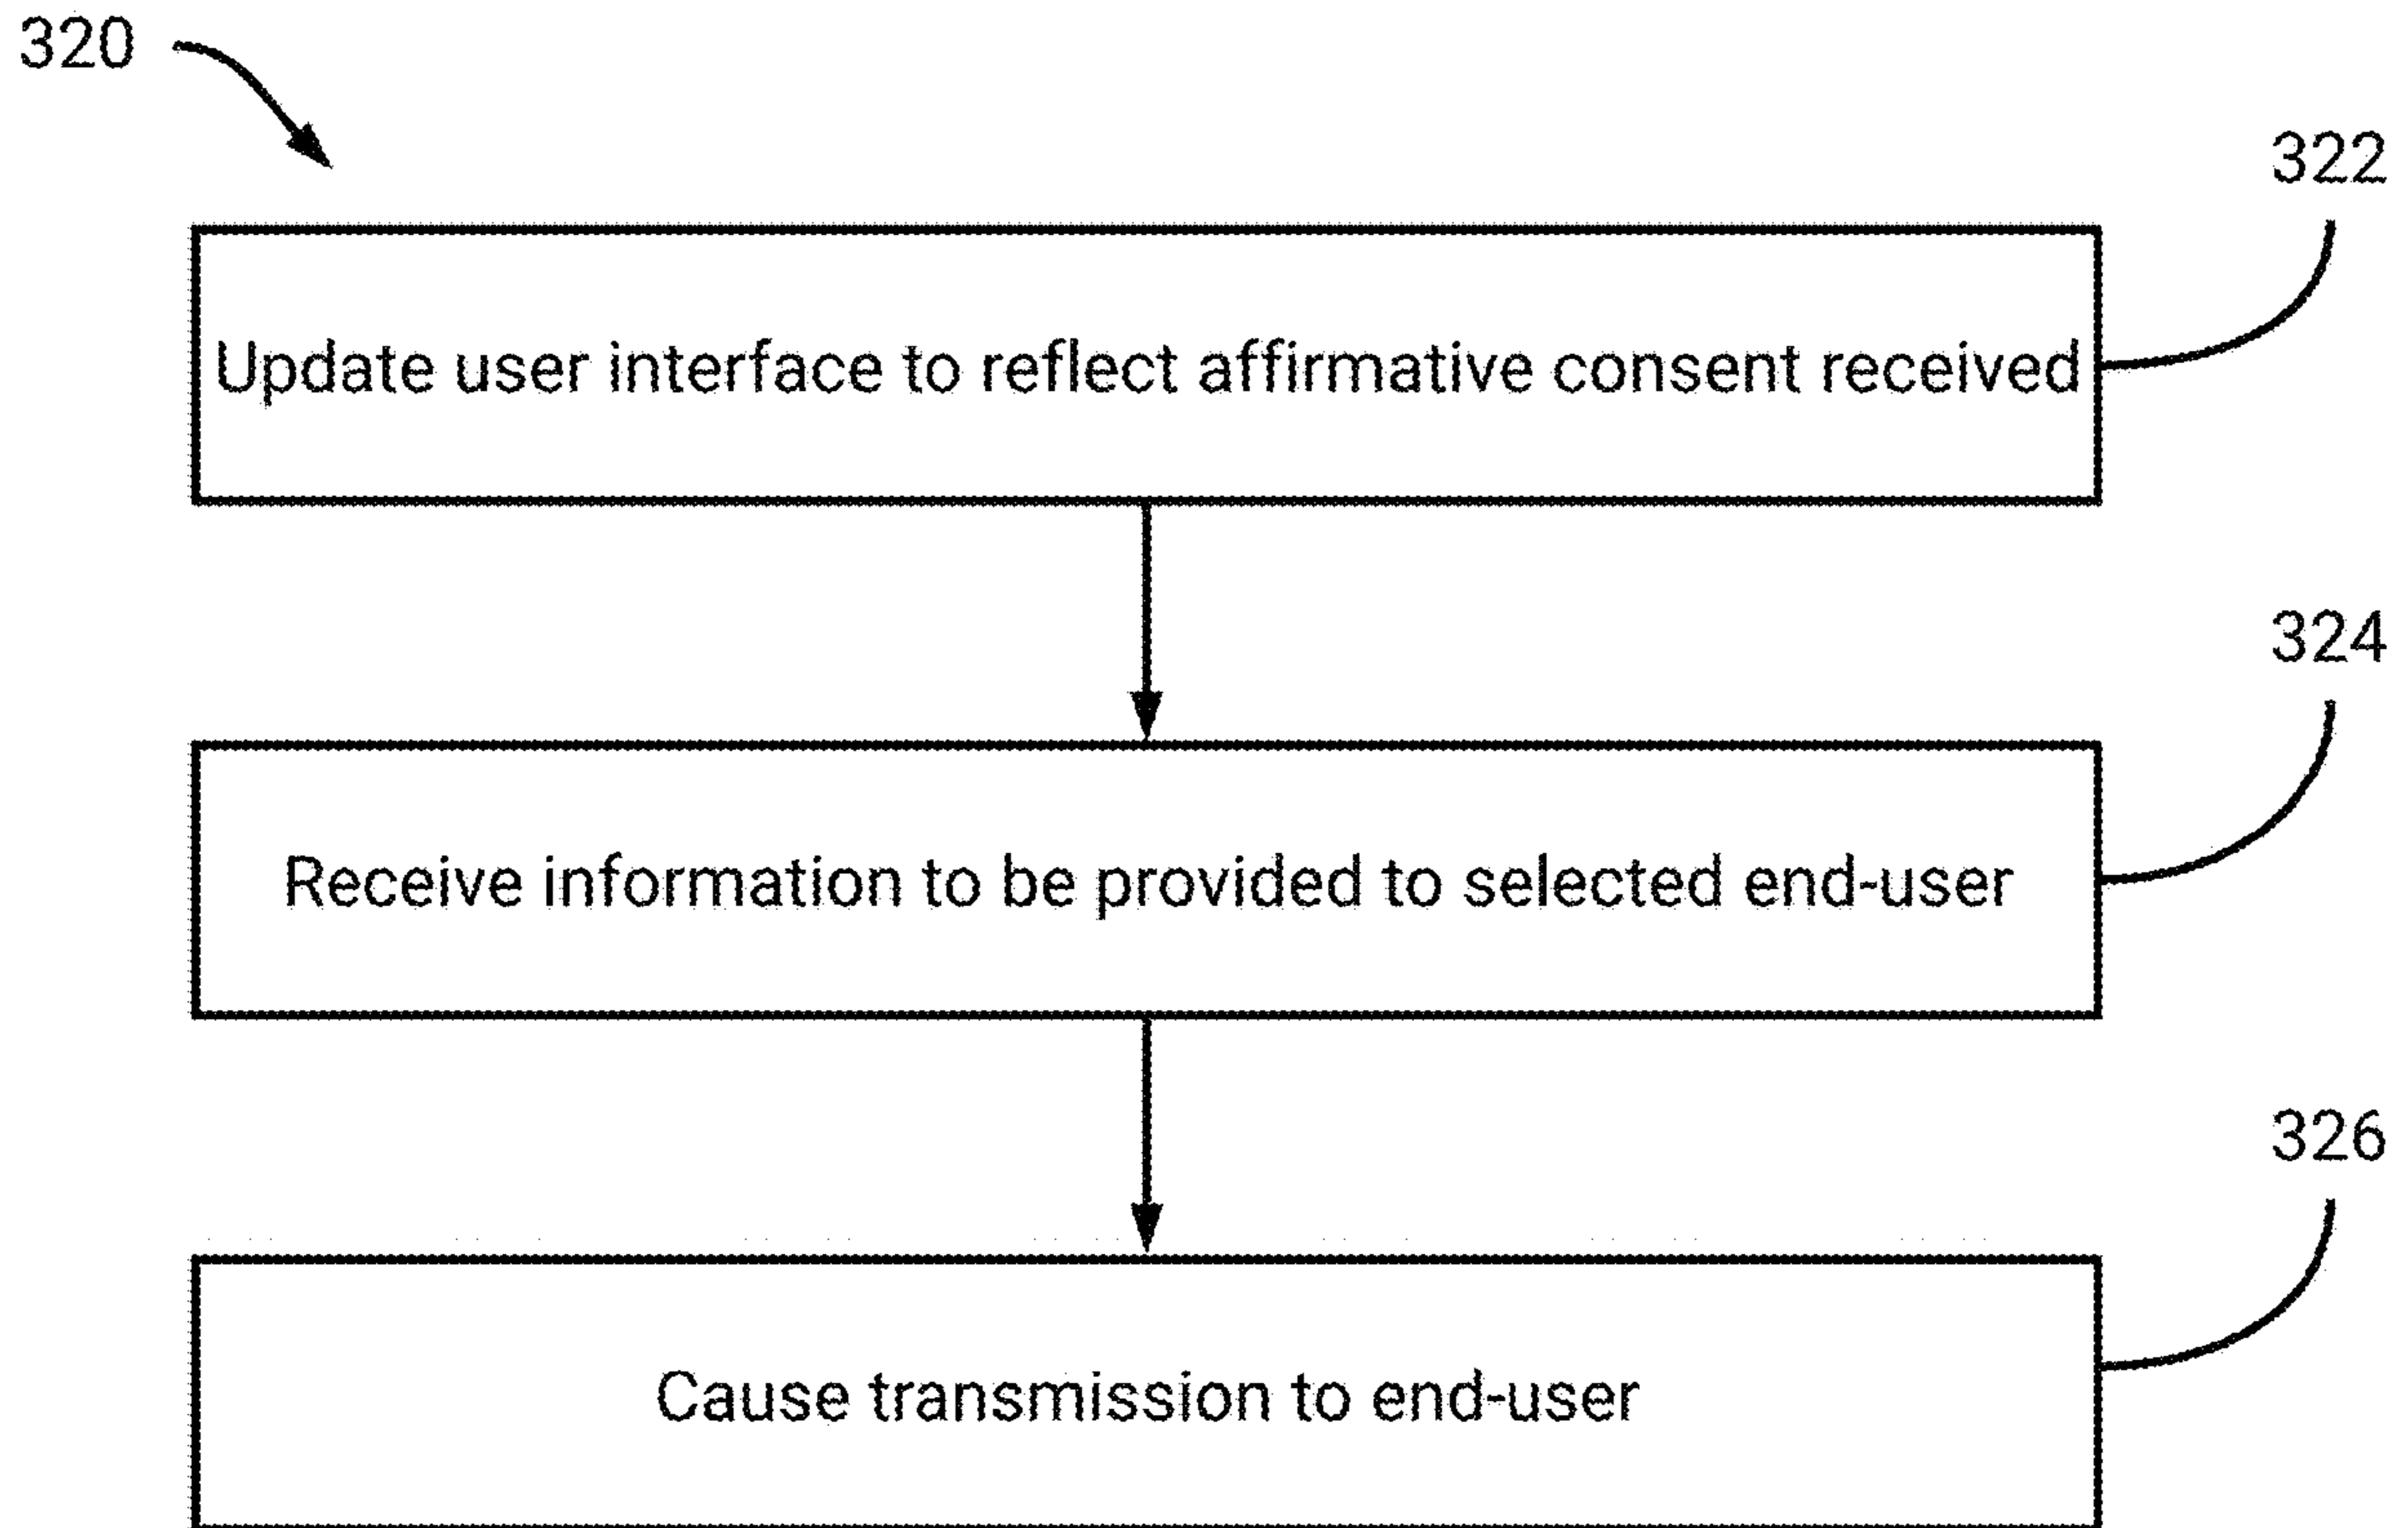 320
322
Update user interface to reflect affirmative consent received
324
Receive information to be provided to selected end-user
326
Cause transmission to end-user